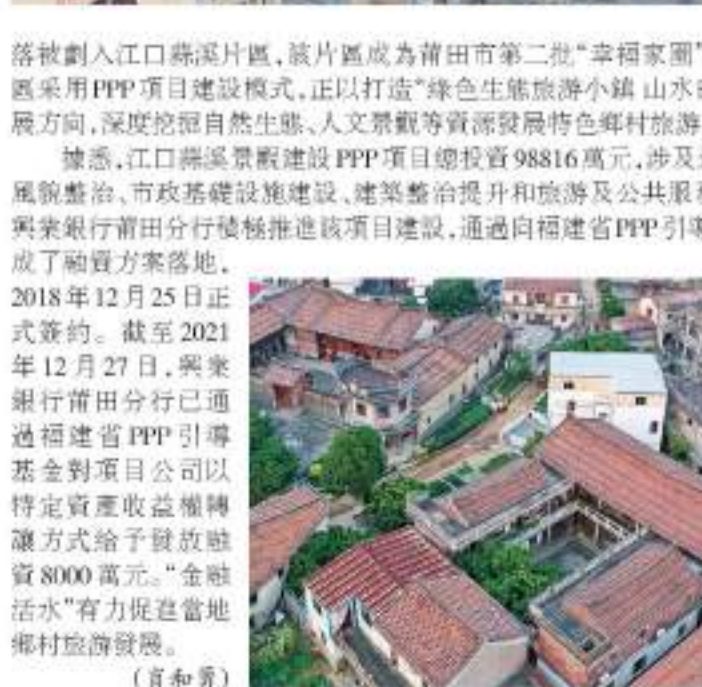 落被劃入江口蒜溪片區，該片區成為莆田市第二批“幸福家園”
區采用PPP項目建設模式，正以打造“綠色生態旅游小鎮 山水
展方向，深度挖掘自然生態、人文景觀等資源發展特色鄉村旅游
據悉，江口蒜溪景觀建設PPP項目總投資98816萬元，涉及
風貌整治、市政基礎設施建設、建築整治提升和旅游及公共服
興業銀行莆田分行積極推進該項目建設，通過向福建省PPP引導
成了融資方案落地，
2018年12月25日正
式簽約。截至2021
年12月27日，興業
銀行莆田分行已通
過福建省PPP引導
基金對項目公司以
特定資產收益權轉
讓方式給予發放融
資8000萬元。“金融
活水”有力促進當地
鄉村旅游發展。
（肖和勇）